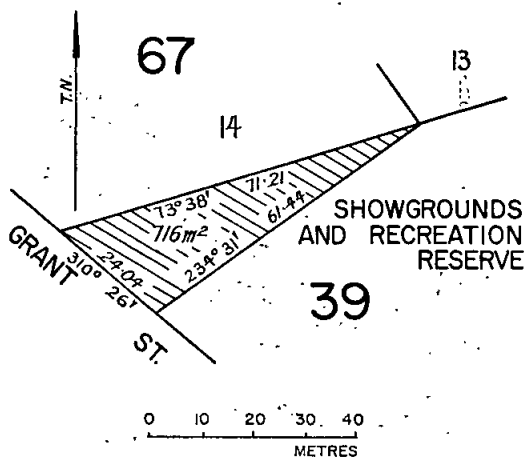 T.N.
67
13
14
73° 38'
71·21
716m²
61·44
234° 31'
24·04
310° 26'
GRANT ST.
SHOWGROUNDS
AND RECREATION
RESERVE
39
0 10 20 30 40
METRES